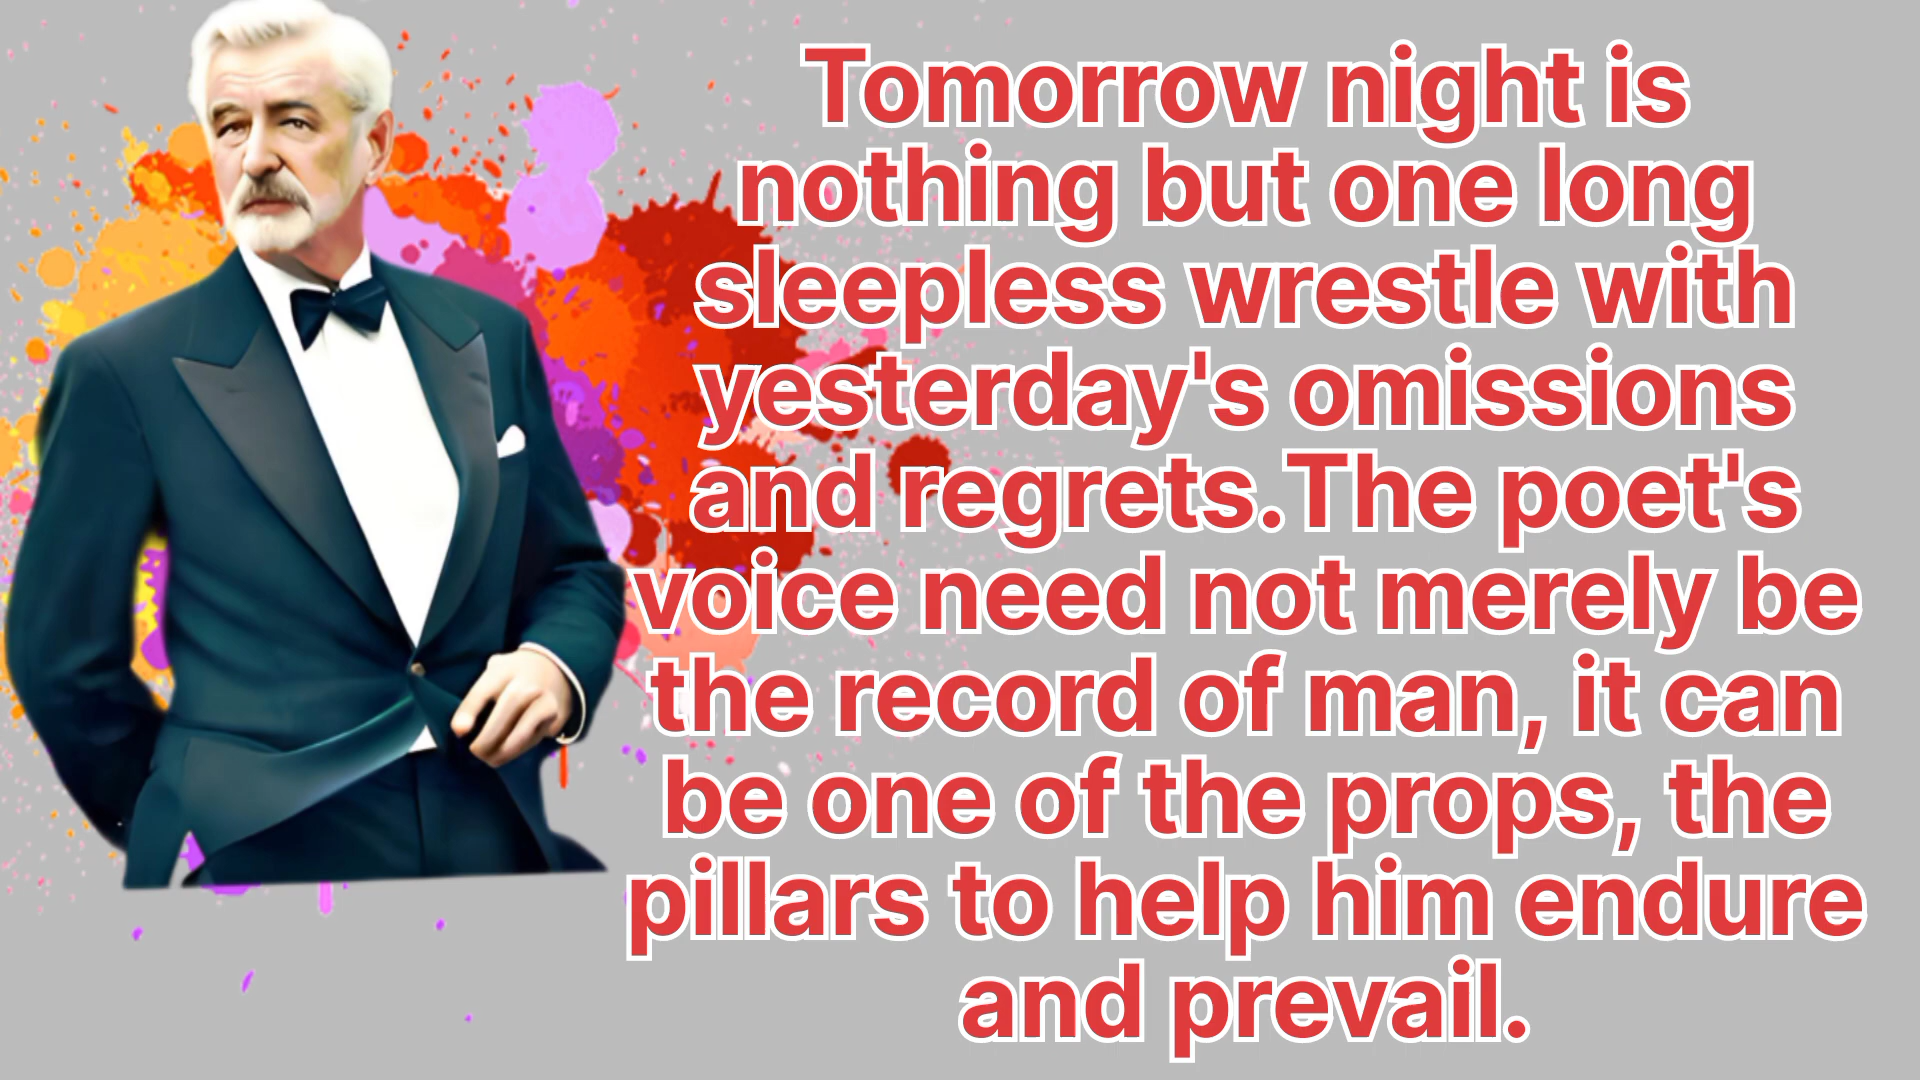 Tomorrow night is
nothing but one long
sleepless wrestle with
yesterday's omissions
and regrets.The poet's
voice need not merely be
the record of man, it can
be one of the props, the
pillars to help him endure
and prevail.